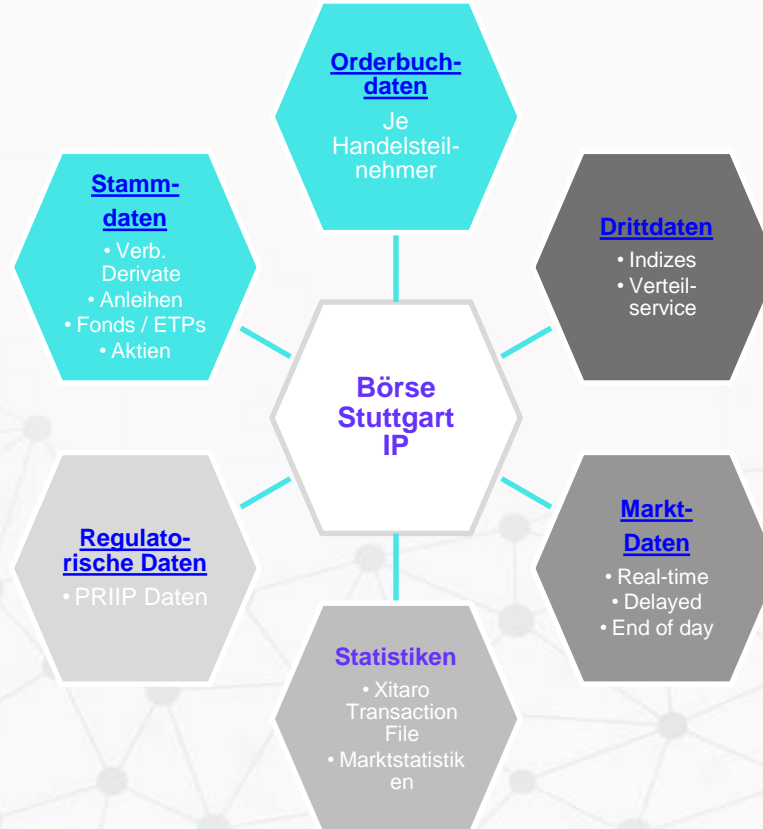 Orderbuch-
daten
Je
Handelsteil-
nehmer
Stamm-
daten
• Verb.
Derivate
• Anleihen
• Fonds / ETPs
• Aktien
Drittdaten
• Indizes
• Verteil-
service
Börse
Stuttgart
IP
Regulato-
rische Daten
• PRIIP Daten
Markt-
Daten
• Real-time
• Delayed
• End of day
Statistiken
• Xitaro
Transaction
File
• Marktstatistik
en